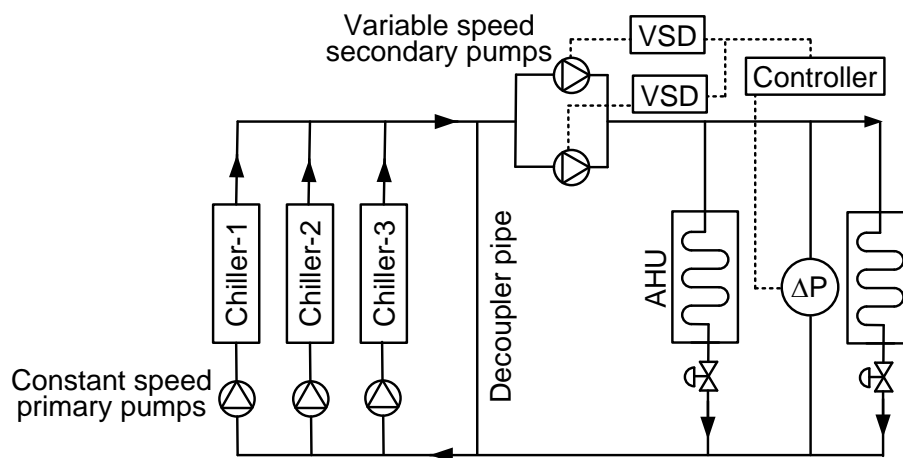 Variable speed
secondary pumps
VSD
VSD
Controller
Chiller-1
Chiller-2
Chiller-3
Decoupler pipe
AHU
ΔP
Constant speed
primary pumps